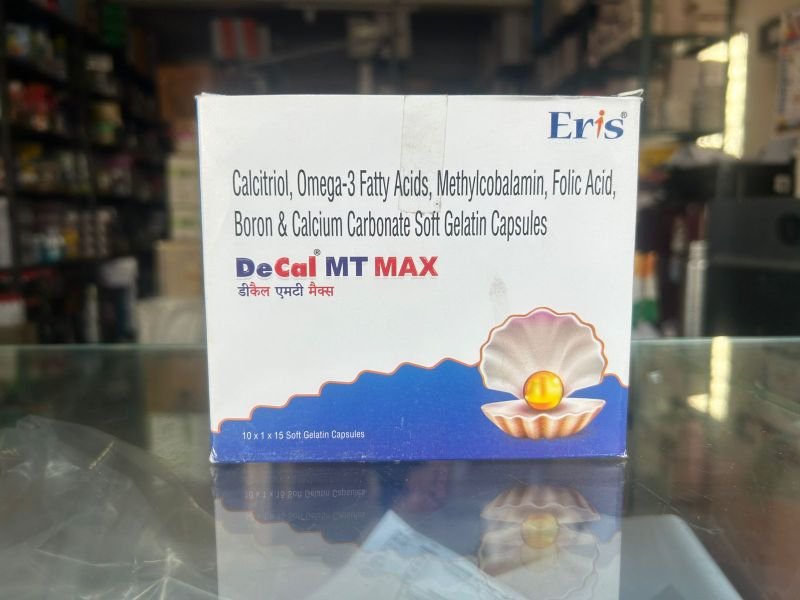 Eris®
Calcitriol, Omega-3 Fatty Acids, Methylcobalamin, Folic Acid,
Boron & Calcium Carbonate Soft Gelatin Capsules
DeCal® MT MAX
डीकैल एमटी मैक्स
10 x 1 x 15 Soft Gelatin Capsules